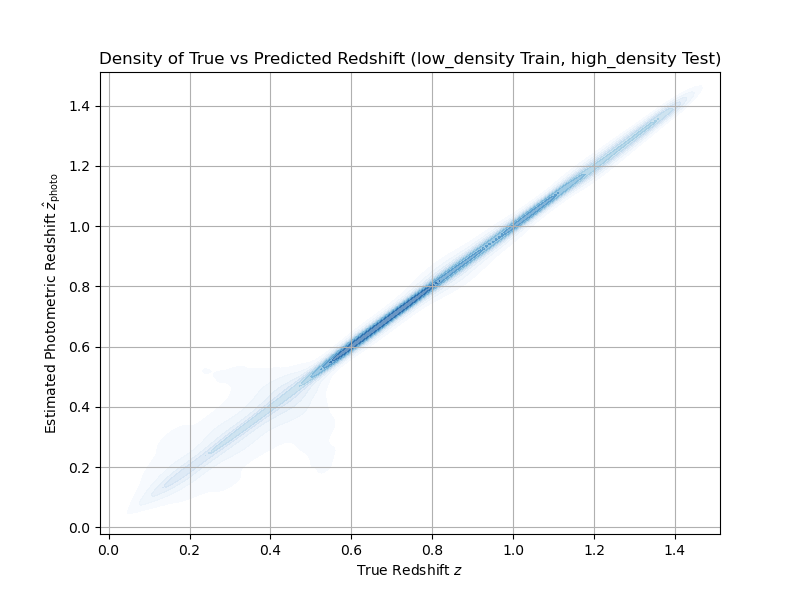 Density of True vs Predicted Redshift (low_density Train, high_density Test)
Estimated Photometric Redshift ẑ_photo
1.4
1.2
1.0
0.8
0.6
0.4
0.2
0.0
0.0 0.2 0.4 0.6 0.8 1.0 1.2 1.4
True Redshift z